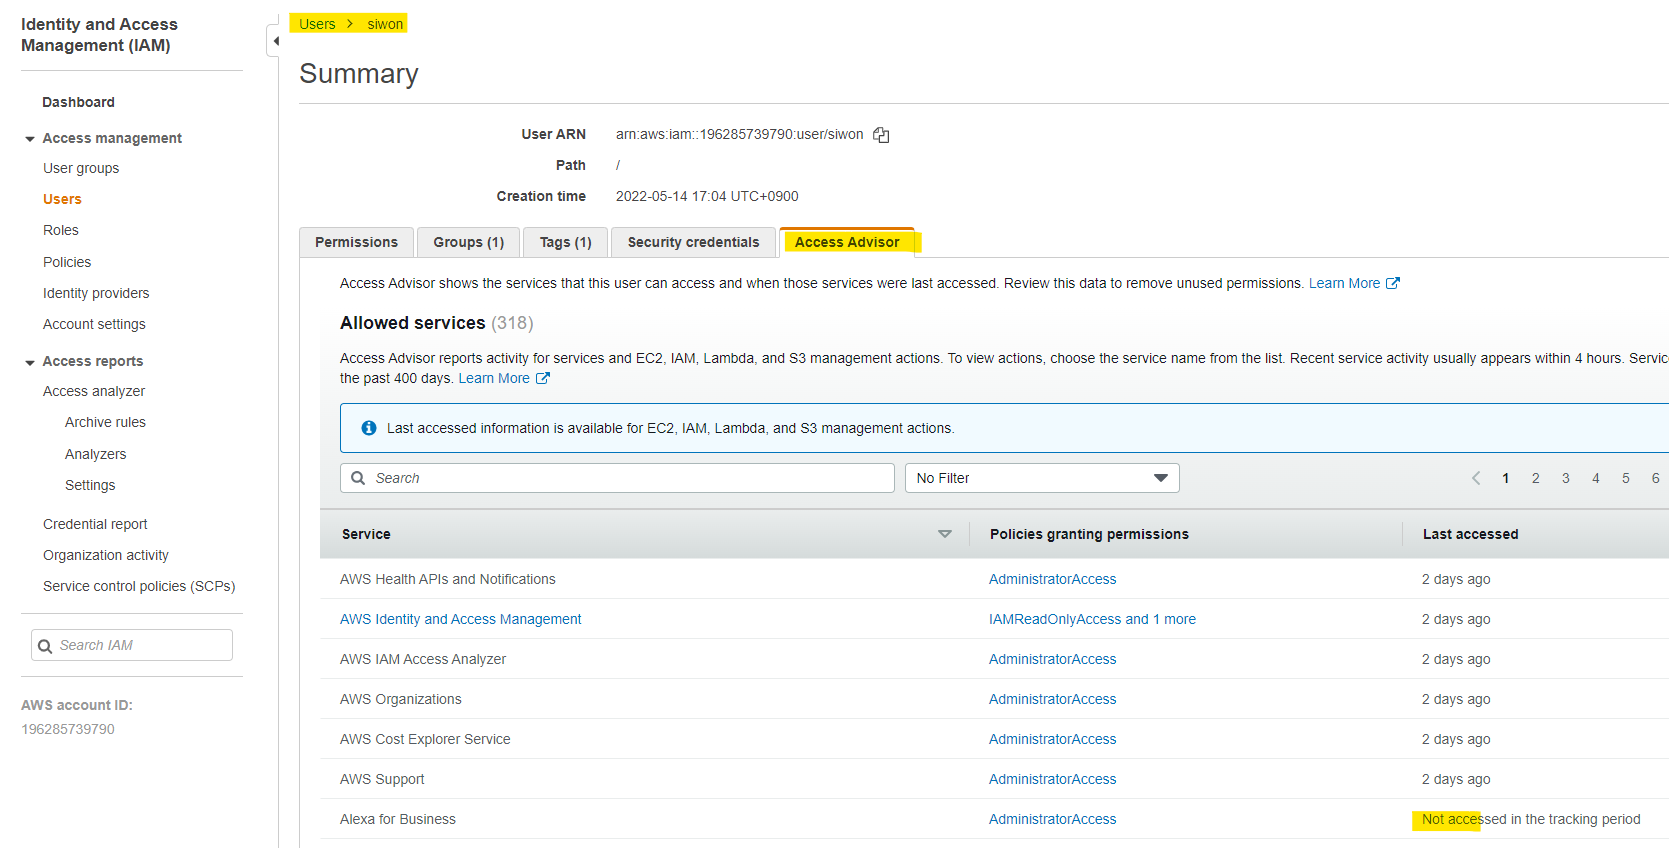 Identity and Access
Management (IAM)
Dashboard
Access management
User groups
Users
Roles
Policies
Identity providers
Account settings
Access reports
Access analyzer
Archive rules
Analyzers
Settings
Credential report
Organization activity
Service control policies (SCPs)
Search IAM
AWS account ID:
196285739790
Users > siwon
Summary
User ARN arn:aws:iam::196285739790:user/siwon
Path /
Creation time 2022-05-14 17:04 UTC+0900
Permissions Groups (1) Tags (1) Security credentials Access Advisor
Access Advisor shows the services that this user can access and when those services were last accessed. Review this data to remove unused permissions. Learn More
Allowed services (318)
Access Advisor reports activity for services and EC2, IAM, Lambda, and S3 management actions. To view actions, choose the service name from the list. Recent service activity usually appears within 4 hours. Servic
the past 400 days. Learn More
Last accessed information is available for EC2, IAM, Lambda, and S3 management actions.
Search No Filter 1 2 3 4 5 6
Service Policies granting permissions Last accessed
AWS Health APIs and Notifications AdministratorAccess 2 days ago
AWS Identity and Access Management IAMReadOnlyAccess and 1 more 2 days ago
AWS IAM Access Analyzer AdministratorAccess 2 days ago
AWS Organizations AdministratorAccess 2 days ago
AWS Cost Explorer Service AdministratorAccess 2 days ago
AWS Support AdministratorAccess 2 days ago
Alexa for Business AdministratorAccess Not accessed in the tracking period